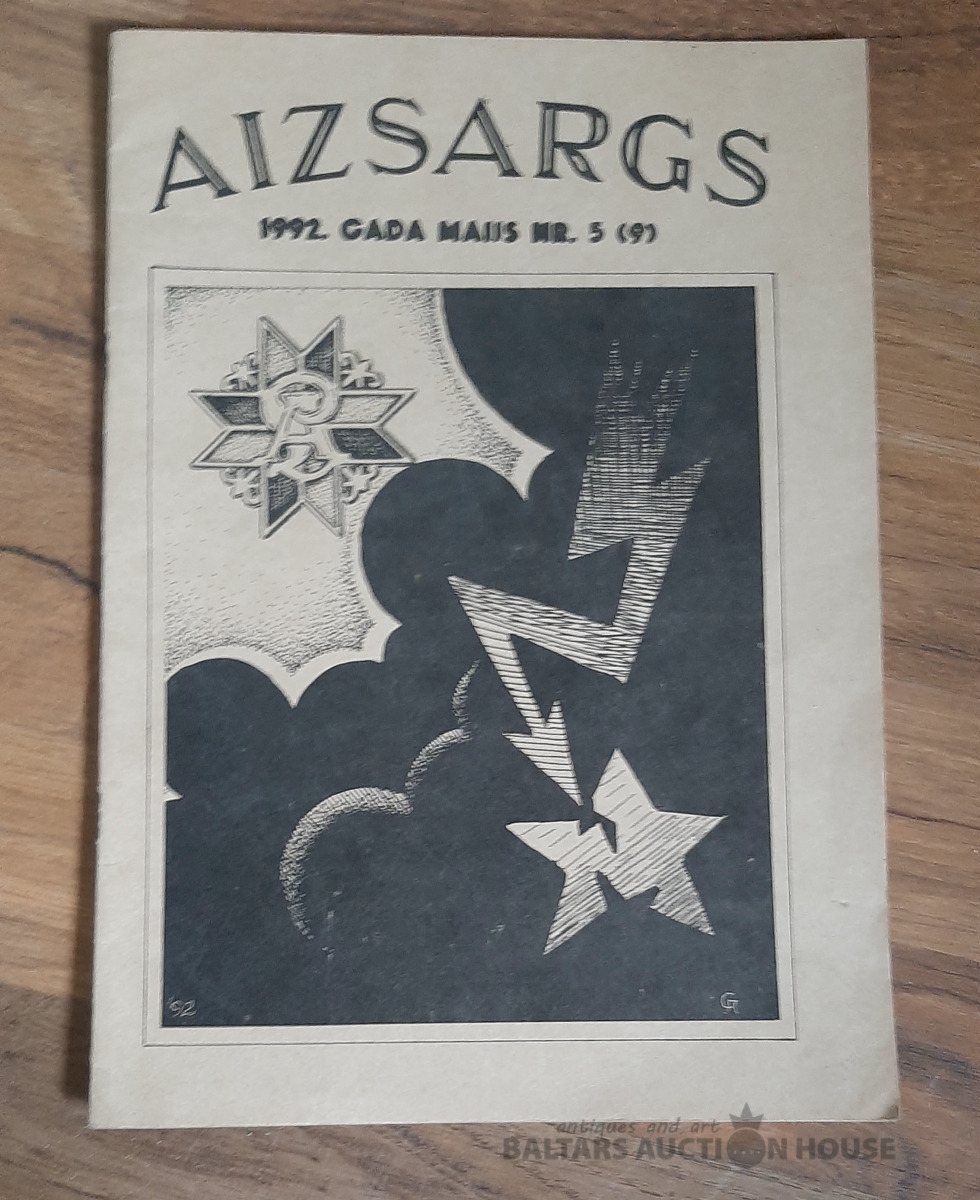 AIZSARGS
1992. GADA MAIJS NR. 5 (9)
'92
G
antiques and art
BALTARS AUCTION HOUSE